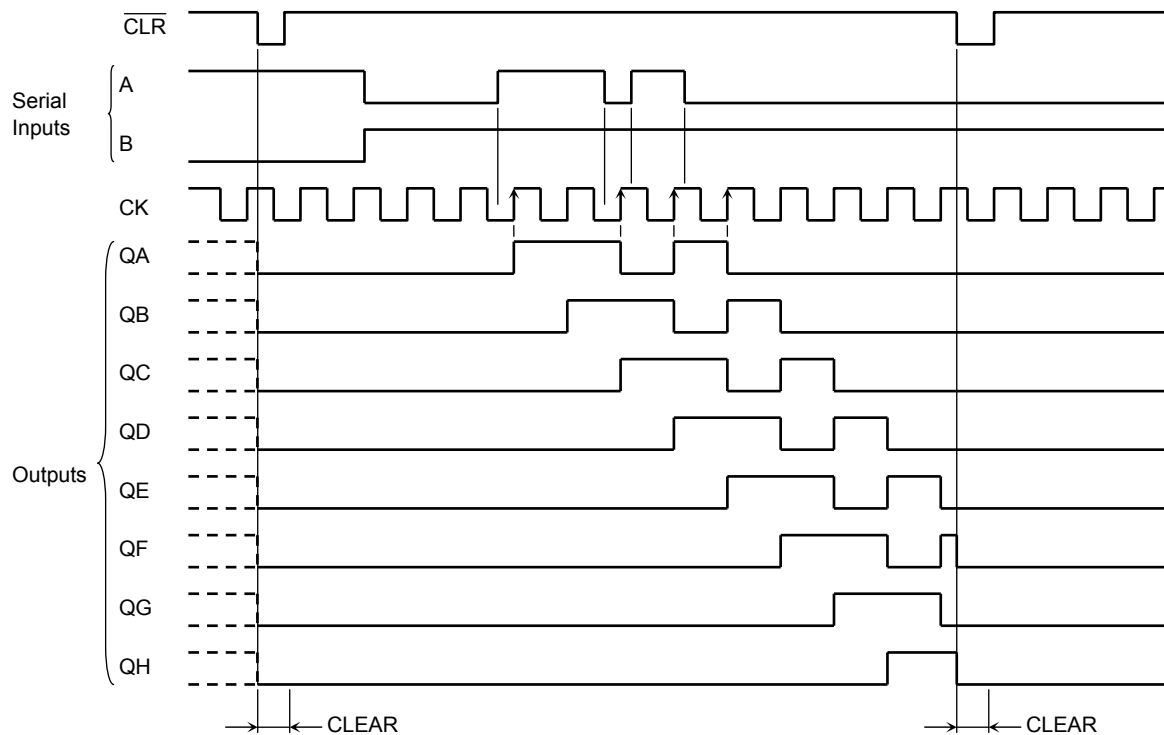 CLR
A
Serial
Inputs
B
CK
QA
QB
QC
QD
Outputs
QE
QF
QG
QH
CLEAR
CLEAR